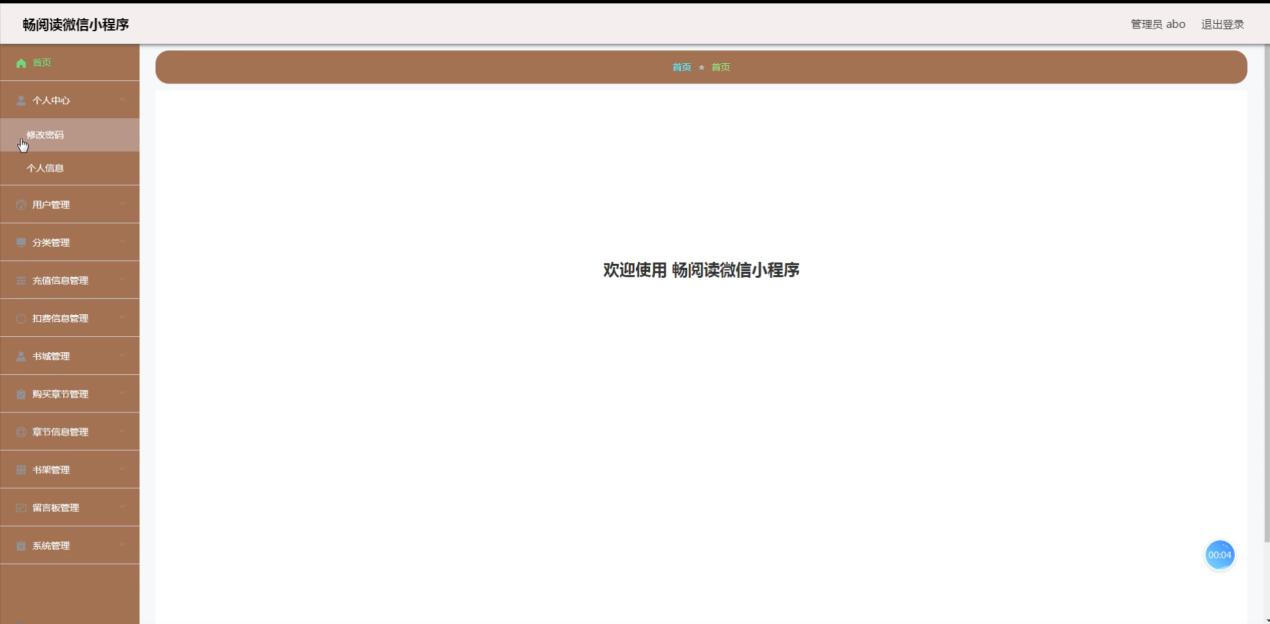 畅阅读微信小程序
管理员 abo 退出登录
首页
首页 首页
个人中心
修改密码
个人信息
用户管理
分类管理
欢迎使用 畅阅读微信小程序
充值信息管理
扣费信息管理
书城管理
购买章节管理
章节信息管理
书架管理
留言板管理
系统管理
00:04